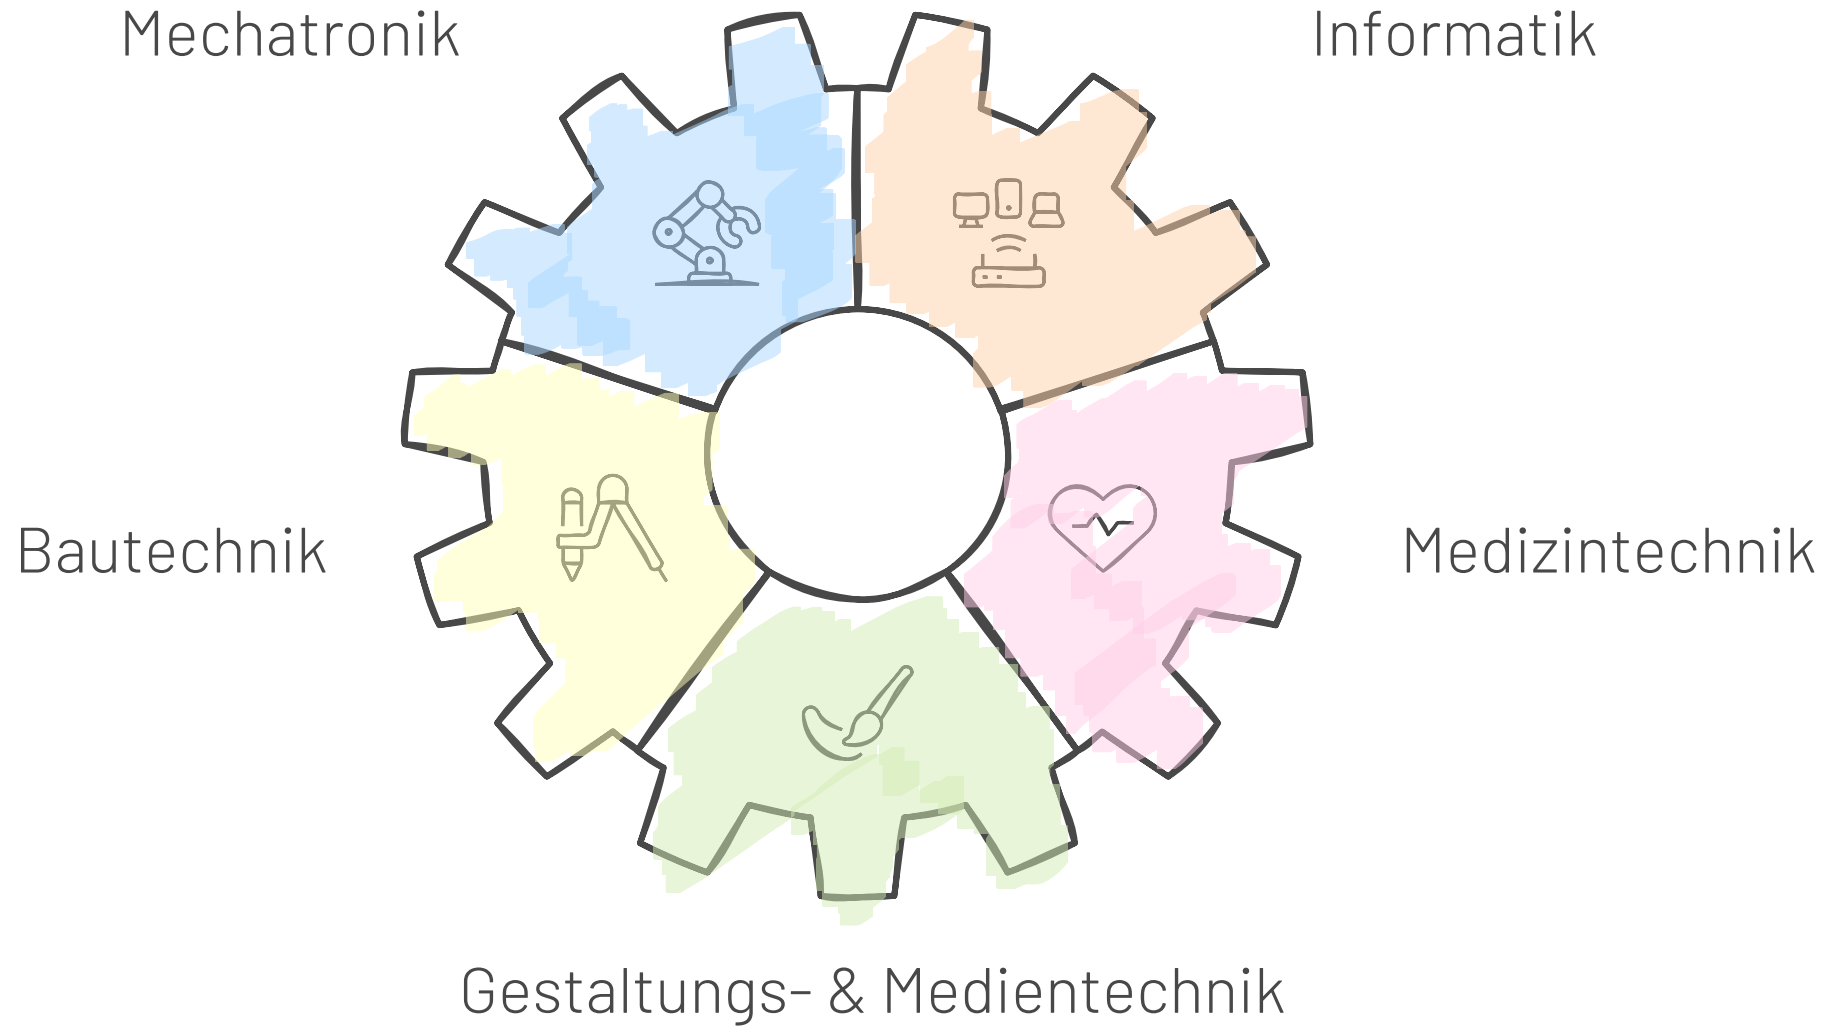 Mechatronik
Informatik
Bautechnik
Medizintechnik
Gestaltungs- & Medientechnik